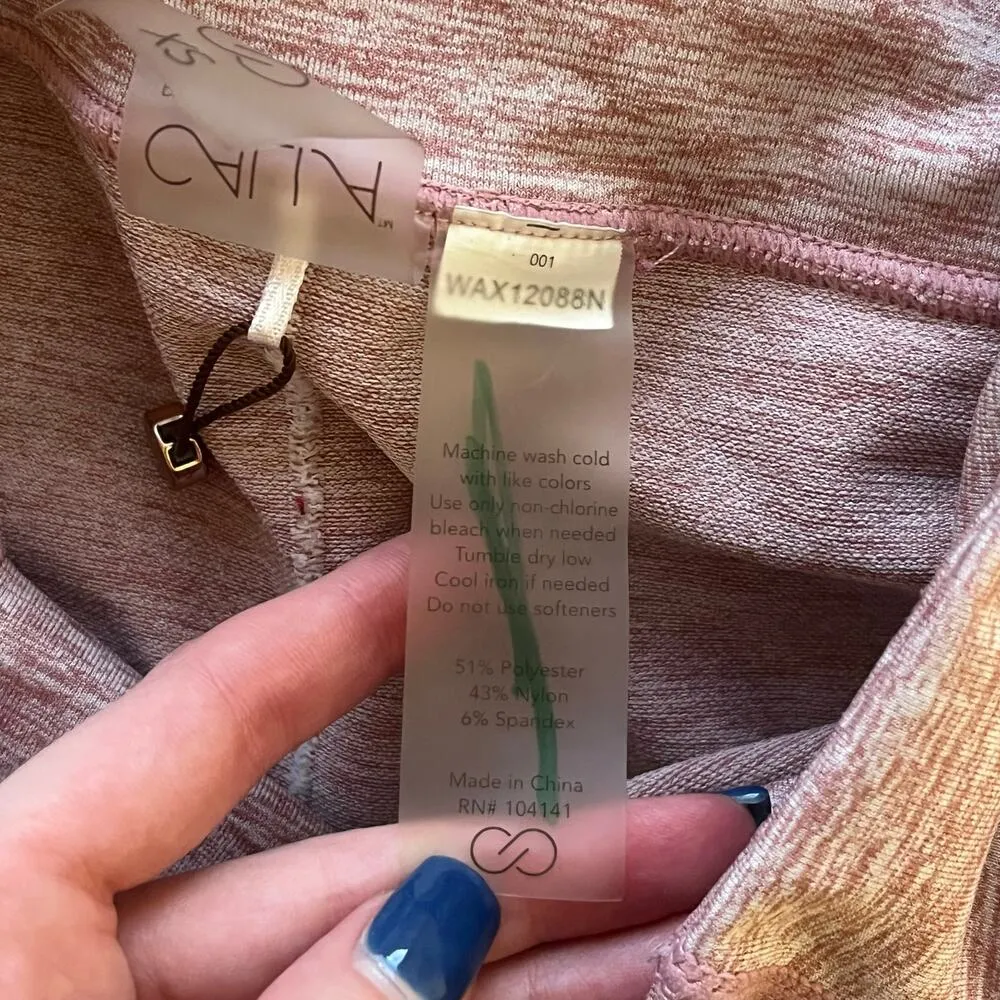 XS
CALIA
MT
001
WAX12088N
Machine wash cold
with like colors
Use only non-chlorine
bleach when needed
Tumble dry low
Cool iron if needed
Do not use softeners
51% Polyester
43% Nylon
6% Spandex
Made in China
RN# 104141